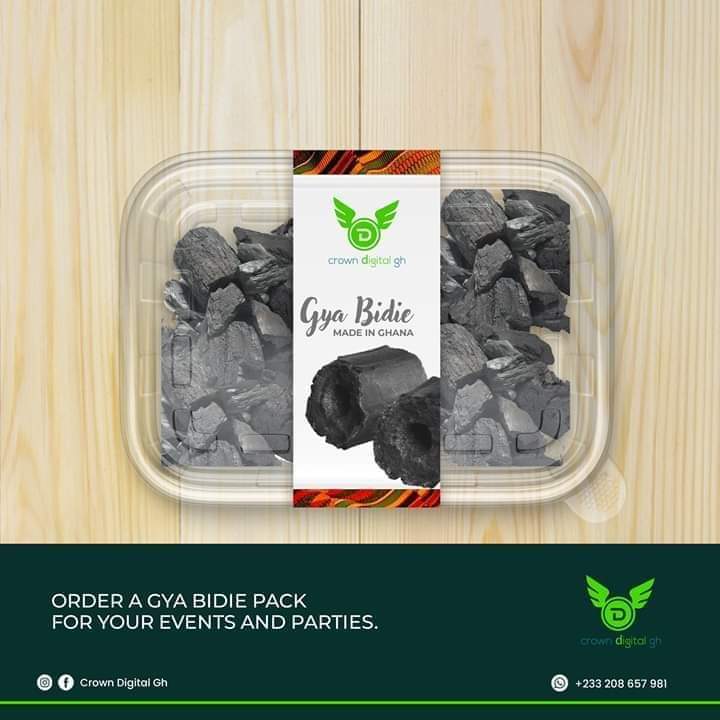 D
crown digital gh
Gya Bidie
MADE IN GHANA
ORDER A GYA BIDIE PACK
FOR YOUR EVENTS AND PARTIES.
D
crown digital gh
Crown Digital Gh
+233 208 657 981